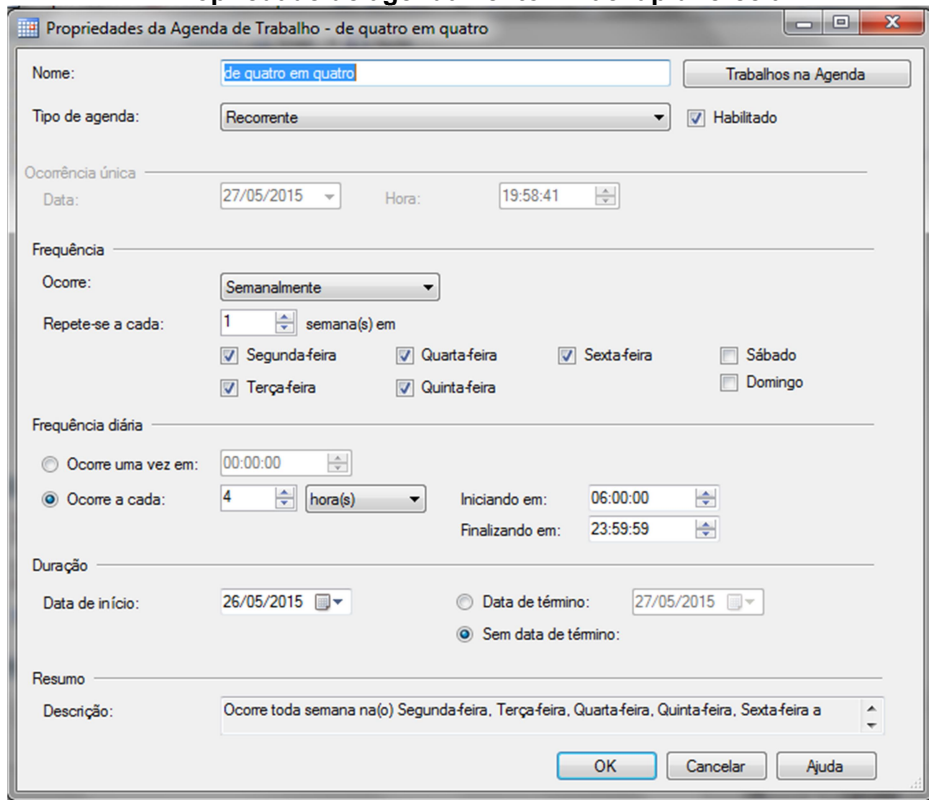 Propriedades da Agenda de Trabalho - de quatro em quatro
Nome: de quatro em quatro Trabalhos na Agenda
Tipo de agenda: Recorrente Habilitado
Ocorrência única
Data: 27/05/2015 Hora: 19:58:41
Frequência
Ocorre: Semanalmente
Repete-se a cada: 1 semana(s) em
Segunda-feira Quarta-feira Sexta-feira Sábado
Terça-feira Quinta-feira Domingo
Frequência diária
Ocorre uma vez em: 00:00:00
Ocorre a cada: 4 hora(s) Iniciando em: 06:00:00
Finalizando em: 23:59:59
Duração
Data de início: 26/05/2015 Data de término: 27/05/2015
Sem data de término:
Resumo
Descrição: Ocorre toda semana na(o) Segunda-feira, Terça-feira, Quarta-feira, Quinta-feira, Sexta-feira a
OK Cancelar Ajuda